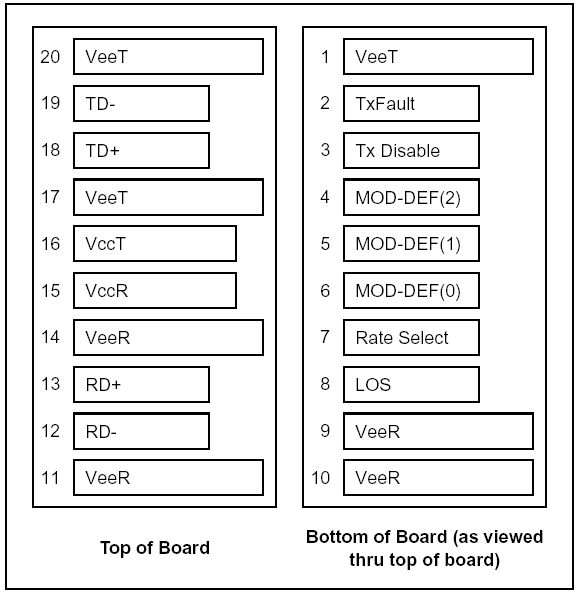 20 VeeT
19 TD-
18 TD+
17 VeeT
16 VccT
15 VccR
14 VeeR
13 RD+
12 RD-
11 VeeR
Top of Board
1 VeeT
2 TxFault
3 Tx Disable
4 MOD-DEF(2)
5 MOD-DEF(1)
6 MOD-DEF(0)
7 Rate Select
8 LOS
9 VeeR
10 VeeR
Bottom of Board (as viewed
thru top of board)